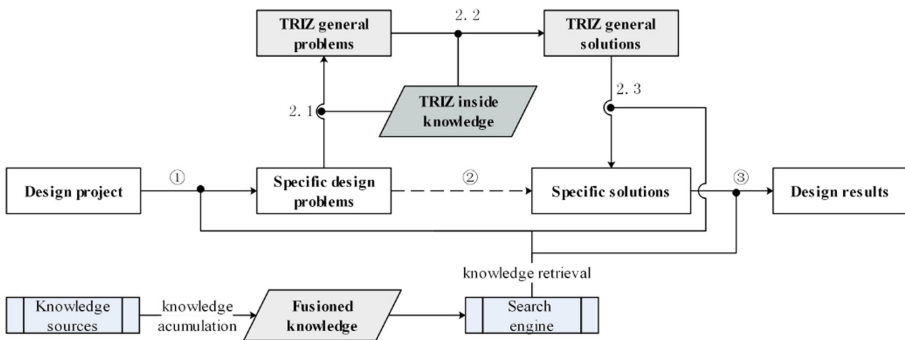 TRIZ general
problems
2.2
TRIZ general
solutions
2.1
TRIZ inside
knowledge
2.3
Design project
①
Specific design
problems
②
Specific solutions
③
Design results
knowledge retrieval
Knowledge
sources
knowledge
acumulation
Fusioned
knowledge
Search
engine